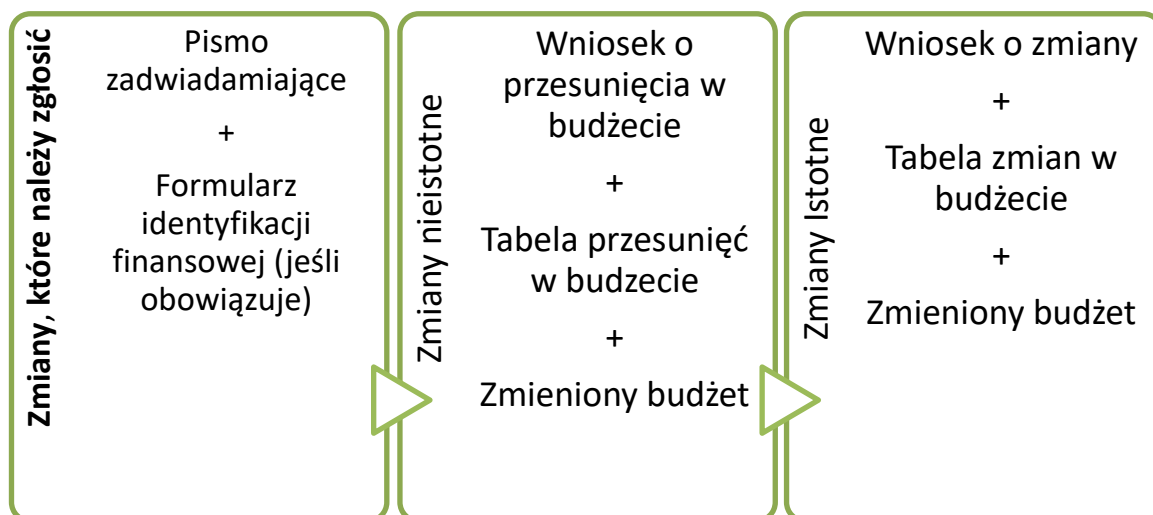 Zmiany, które należy zgłosić
Pismo
zadwiadamiające
+
Formularz
identyfikacji
finansowej (jeśli
obowiązuje)
Zmiany nieistotne
Wniosek o
przesunięcia w
budżecie
+
Tabela przesunięć
w budzecie
+
Zmieniony budżet
Zmiany Istotne
Wniosek o zmiany
+
Tabela zmian w
budżecie
+
Zmieniony budżet